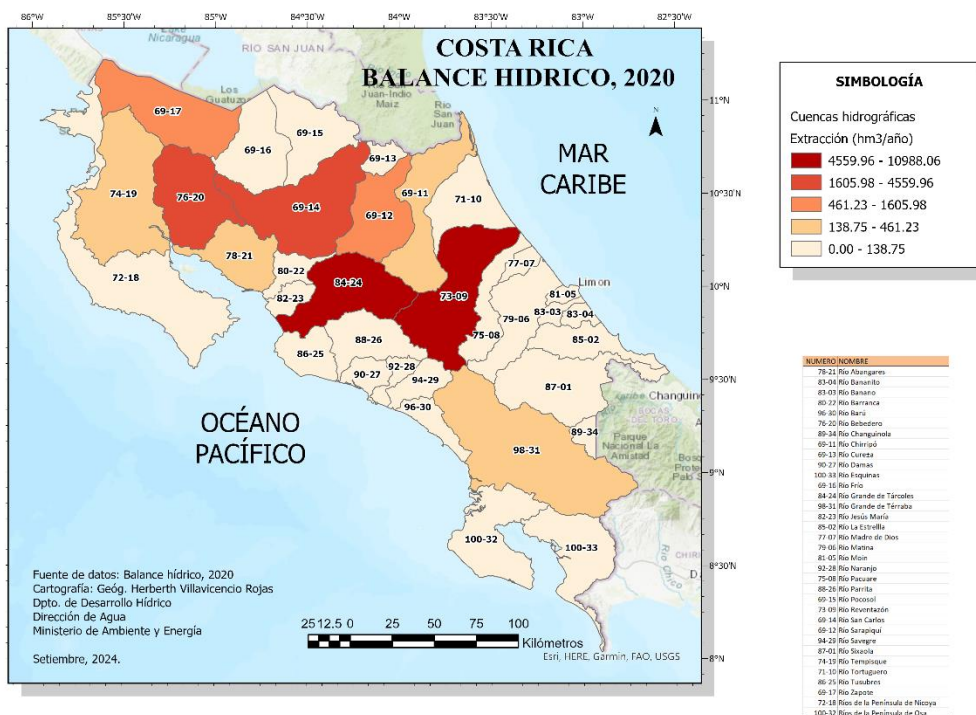 86°W 85°30'W 85°W 84°30'W 84°W 83°30'W 83°W 82°30'W
COSTA RICA
BALANCE HIDRICO, 2020
Nicaragua
RIO SAN JUAN
Los
Guatuzo
San
Juan-Indio
Maiz
Rio
San
Juan
N
MAR
CARIBE
OCÉANO
PACÍFICO
69-17
69-15
69-16
69-13
74-19
76-20
69-14
69-12
69-11
71-10
78-21
72-18
80-22
84-24
82-23
73-09
77-07
Limon
81-05
79-06
83-03
83-04
75-08
85-02
86-25
88-26
92-28
90-27
94-29
87-01
96-30
Changuin
BOCAS
DEL TORO
89-34
Parque
Nacional La
Amistad
98-31
100-32
100-33
CHIRI
11°N
10°30'N
10°N
9°30'N
9°N
8°30'N
8°N
Fuente de datos: Balance hídrico, 2020
Cartografía: Geóg. Herberth Villavicencio Rojas
Dpto. de Desarrollo Hídrico
Dirección de Agua
Ministerio de Ambiente y Energía
Setiembre, 2024.
25 12.5 0 25 50 75 100
Kilómetros
Esri, HERE, Garmin, FAO, USGS
SIMBOLOGÍA
Cuencas hidrográficas
Extracción (hm3/año)
4559.96 - 10988.06
1605.98 - 4559.96
461.23 - 1605.98
138.75 - 461.23
0.00 - 138.75
NUMERO NOMBRE
78-21 Río Abangares
83-04 Río Bananito
83-03 Río Banano
80-22 Río Barranca
96-30 Río Barú
76-20 Río Bebedero
89-34 Río Changuinola
69-11 Río Chirripó
69-13 Río Cureña
90-27 Río Damas
100-33 Río Esquinas
69-16 Río Frío
84-24 Río Grande de Tárcoles
98-31 Río Grande de Térraba
82-23 Río Jesús María
85-02 Río La Estrellla
77-07 Río Madre de Dios
79-06 Río Matina
81-05 Río Moín
92-28 Río Naranjo
75-08 Río Pacuare
88-26 Río Parrita
69-15 Río Pocosol
73-09 Río Reventazón
69-14 Río San Carlos
69-12 Río Sarapiquí
94-29 Río Savegre
87-01 Río Sixaola
74-19 Río Tempisque
71-10 Río Tortuguero
86-25 Río Tusubres
69-17 Río Zapote
72-18 Ríos de la Península de Nicoya
100-32 Ríos de la Península de Osa